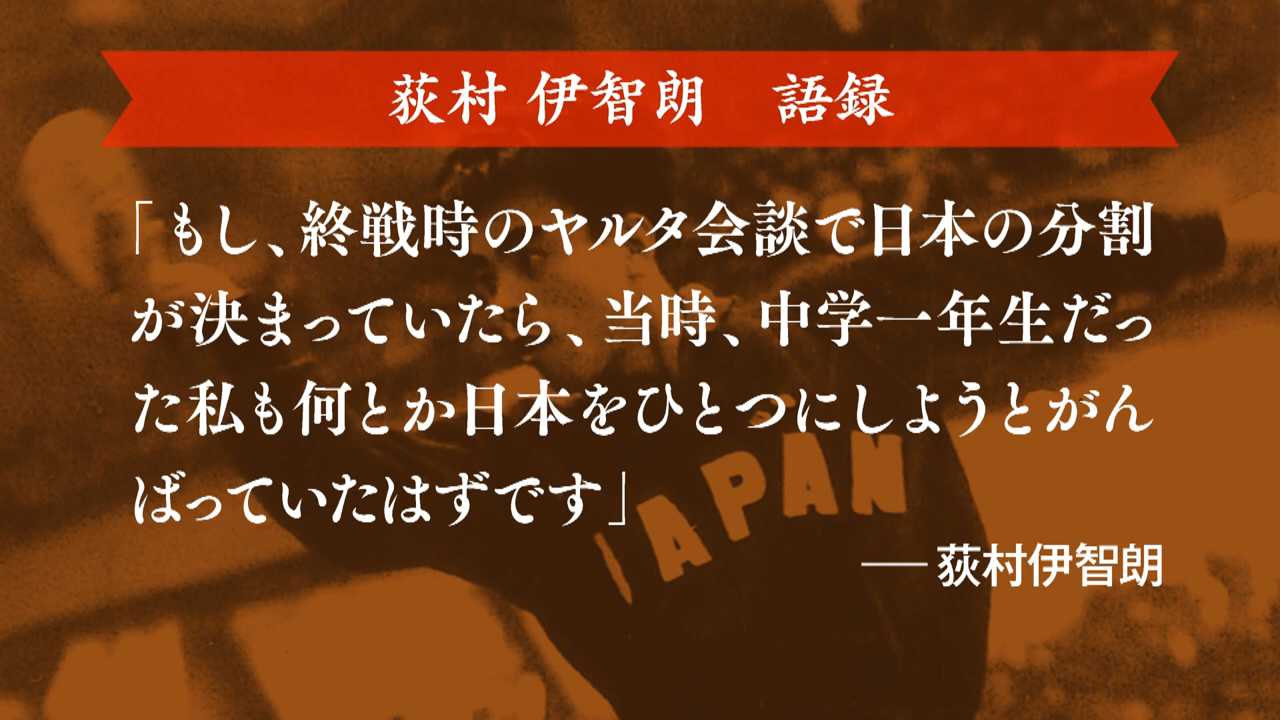 荻村 伊智朗　語録
「もし、終戦時のヤルタ会談で日本の分割
が決まっていたら、当時、中学一年生だっ
た私も何とか日本をひとつにしようとがん
ばっていたはずです」
JAPAN
── 荻村伊智朗